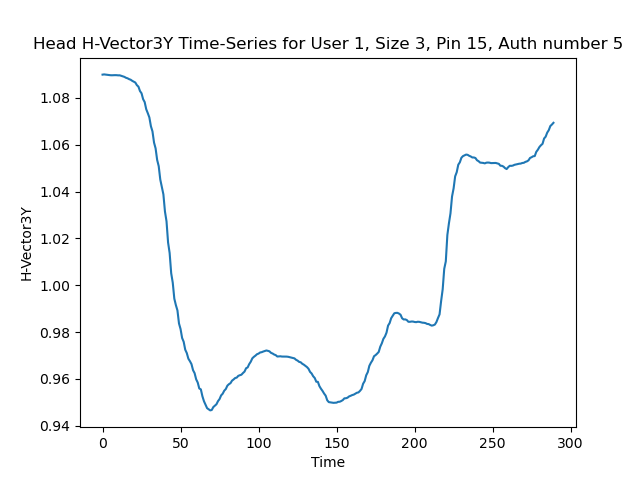 Head H-Vector3Y Time-Series for User 1, Size 3, Pin 15, Auth number 5
1.08
1.06
1.04
1.02
1.00
0.98
0.96
0.94
H-Vector3Y
0 50 100 150 200 250 300
Time